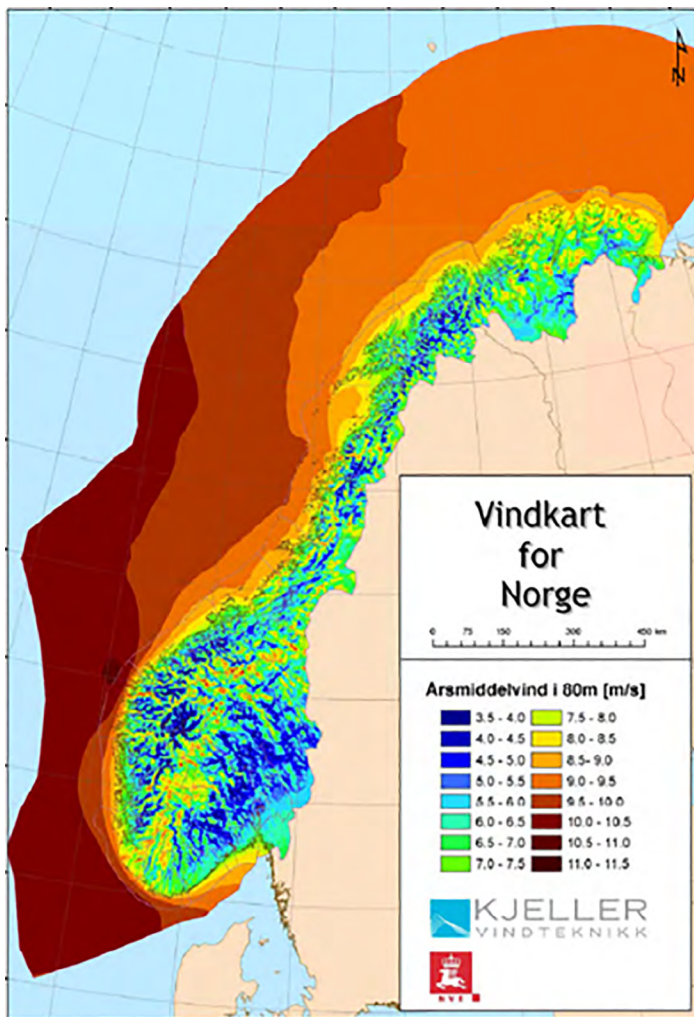 N
Vindkart
for
Norge
0 75 150 300 450 km
Årsmiddelvind i 80m [m/s]
3.5 - 4.0 7.5 - 8.0
4.0 - 4.5 8.0 - 8.5
4.5 - 5.0 8.5 - 9.0
5.0 - 5.5 9.0 - 9.5
5.5 - 6.0 9.5 - 10.0
6.0 - 6.5 10.0 - 10.5
6.5 - 7.0 10.5 - 11.0
7.0 - 7.5 11.0 - 11.5
KJELLER
VINDTEKNIKK
NVE